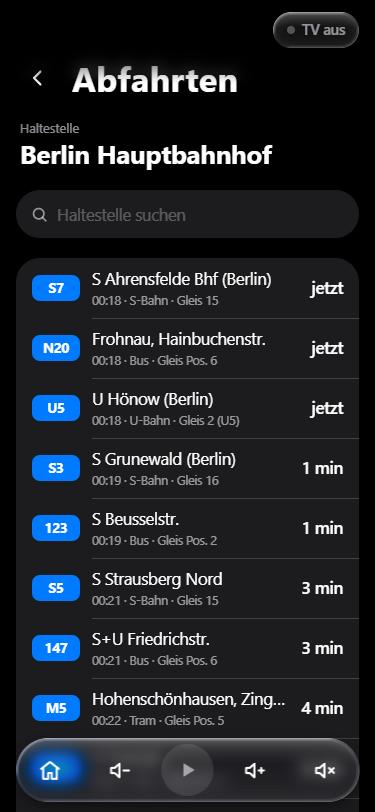 TV aus
Abfahrten
Haltestelle
Berlin Hauptbahnhof
Haltestelle suchen
S7
S Ahrensfelde Bhf (Berlin)
00:18 · S-Bahn · Gleis 15
jetzt
N20
Frohnau, Hainbuchenstr.
00:18 · Bus · Gleis Pos. 6
jetzt
U5
U Hönow (Berlin)
00:18 · U-Bahn · Gleis 2 (U5)
jetzt
S3
S Grunewald (Berlin)
00:19 · S-Bahn · Gleis 16
1 min
123
S Beusselstr.
00:19 · Bus · Gleis Pos. 2
1 min
S5
S Strausberg Nord
00:21 · S-Bahn · Gleis 15
3 min
147
S+U Friedrichstr.
00:21 · Bus · Gleis Pos. 6
3 min
M5
Hohenschönhausen, Zing...
00:22 · Tram · Gleis Pos. 5
4 min